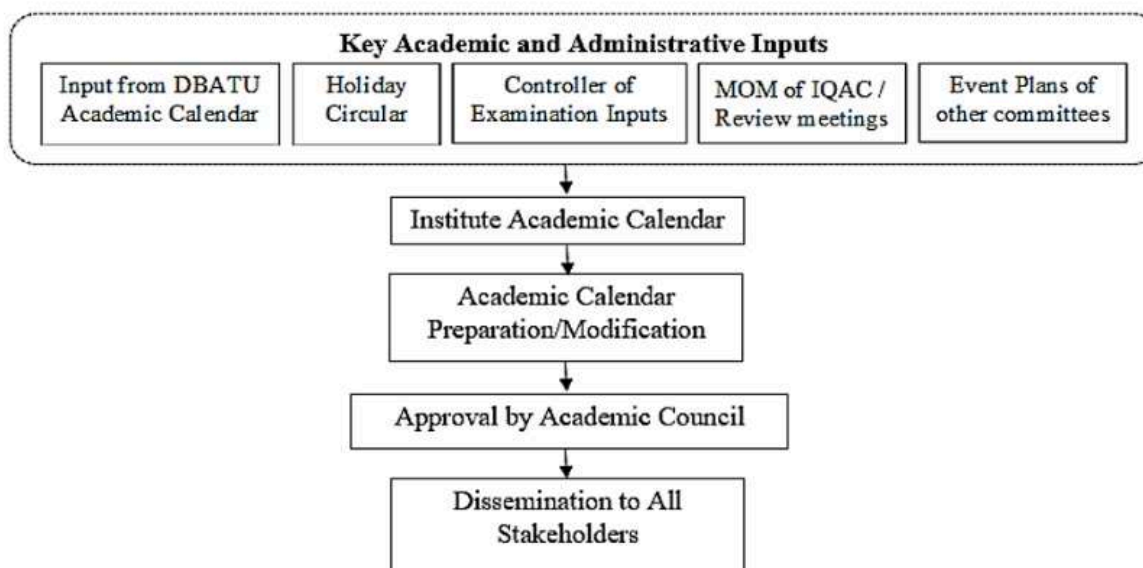 Key Academic and Administrative Inputs
Input from DBATU
Academic Calendar
Holiday
Circular
Controller of
Examination Inputs
MOM of IQAC /
Review meetings
Event Plans of
other committees
Institute Academic Calendar
Academic Calendar
Preparation/Modification
Approval by Academic Council
Dissemination to All
Stakeholders